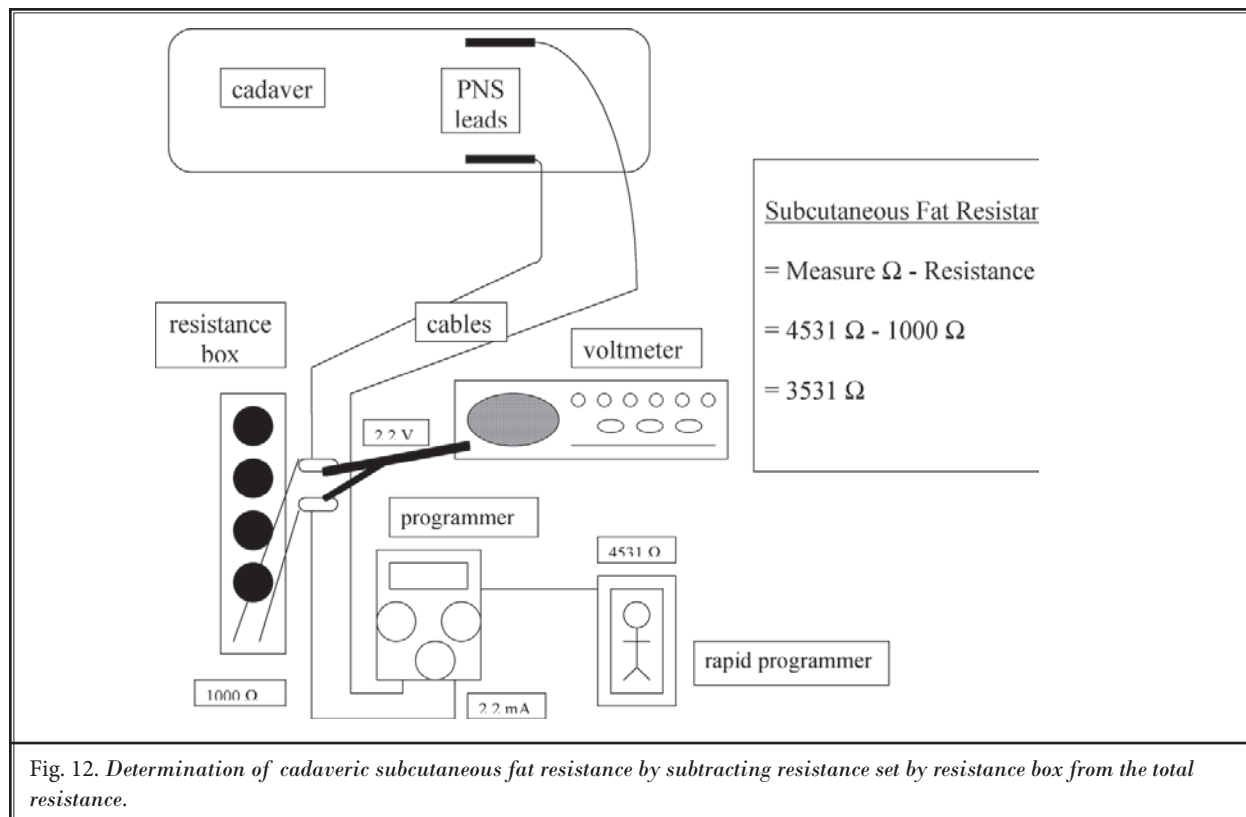 cadaver
PNS
leads
Subcutaneous Fat
= Measure Ω - Resistance
= 4531 Ω - 1000 Ω
= 3531 Ω
resistance
box
cables
voltmeter
2.2 V
programmer
4531 Ω
rapid programmer
1000 Ω
2.2 mA
Fig. 12. Determination of cadaveric subcutaneous fat resistance by subtracting resistance set by resistance box from the total
resistance.